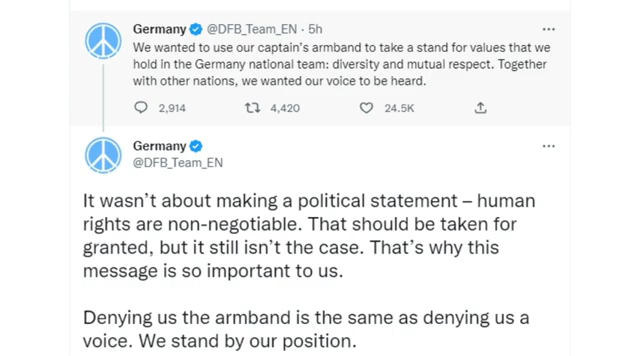 Germany @DFB_Team_EN · 5h
We wanted to use our captain's armband to take a stand for values that we
hold in the Germany national team: diversity and mutual respect. Together
with other nations, we wanted our voice to be heard.
2,914 4,420 24.5K
Germany
@DFB_Team_EN
It wasn't about making a political statement – human
rights are non-negotiable. That should be taken for
granted, but it still isn't the case. That's why this
message is so important to us.
Denying us the armband is the same as denying us a
voice. We stand by our position.